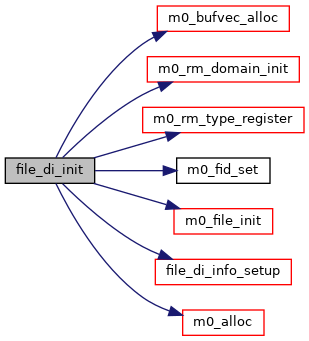 m0_bufvec_alloc
m0_rm_domain_init
m0_rm_type_register
file_di_init
m0_fid_set
m0_file_init
file_di_info_setup
m0_alloc